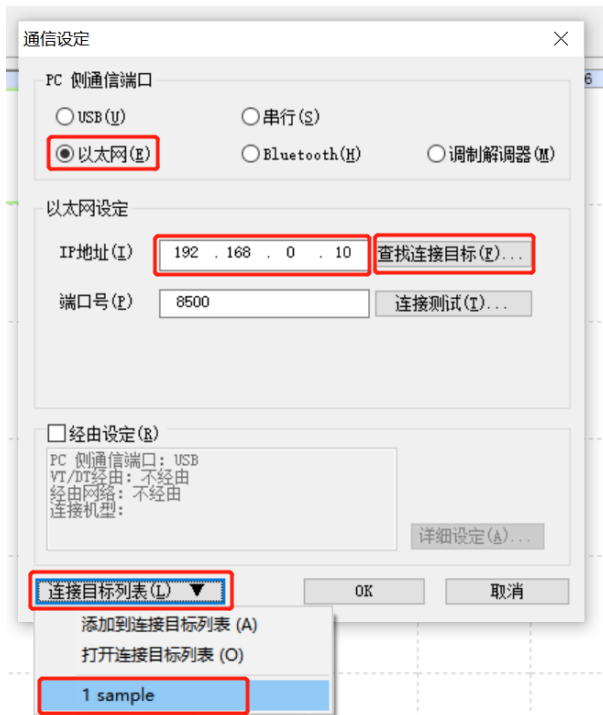 通信设定
6
PC 侧通信端口
USB(U)
串行(S)
以太网(E)
Bluetooth(H)
调制解调器(M)
以太网设定
IP地址(I)
192 . 168 . 0 . 10
查找连接目标(F)...
端口号(P)
8500
连接测试(T)...
经由设定(R)
PC 侧通信端口: USB
VT/DT经由: 不经由
经由网络: 不经由
连接机型:
详细设定(A)...
连接目标列表(L) ▼
OK
取消
添加到连接目标列表 (A)
打开连接目标列表 (O)
1 sample